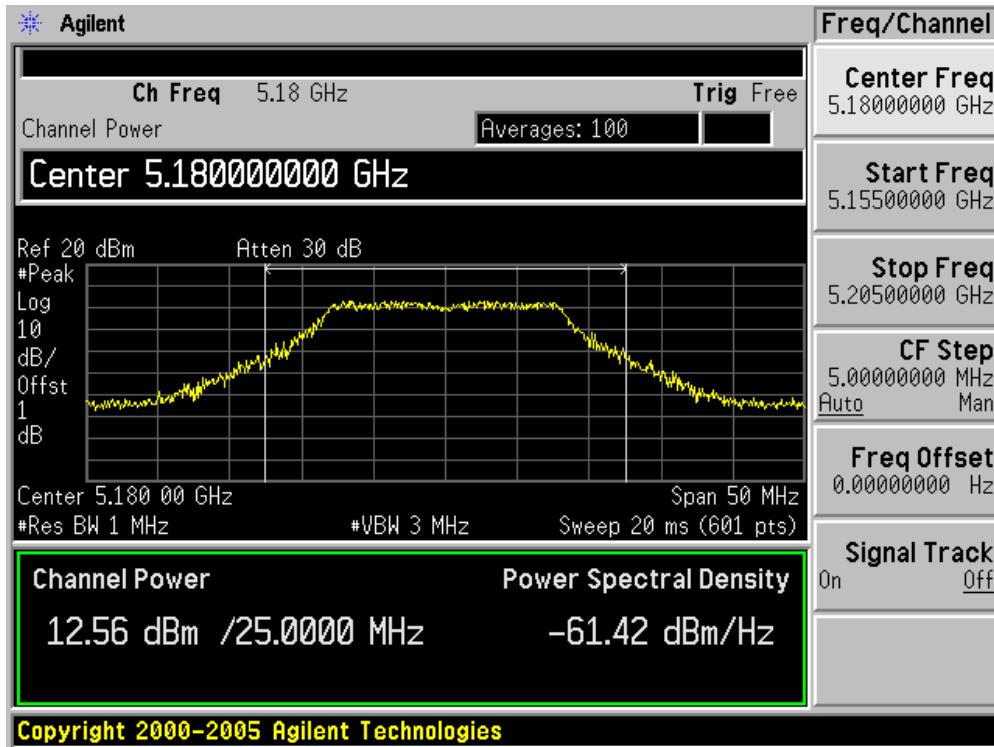 Agilent
Ch Freq 5.18 GHz Trig Free
Channel Power Averages: 100
Center 5.180000000 GHz
Ref 20 dBm Atten 30 dB
#Peak
Log
10
dB/
Offst
1
dB
Center 5.180 00 GHz Span 50 MHz
#Res BW 1 MHz #VBW 3 MHz Sweep 20 ms (601 pts)
Channel Power Power Spectral Density
12.56 dBm /25.0000 MHz -61.42 dBm/Hz
Copyright 2000-2005 Agilent Technologies
Freq/Channel
Center Freq
5.18000000 GHz
Start Freq
5.15500000 GHz
Stop Freq
5.20500000 GHz
CF Step
5.00000000 MHz
Auto Man
Freq Offset
0.00000000 Hz
Signal Track
On Off